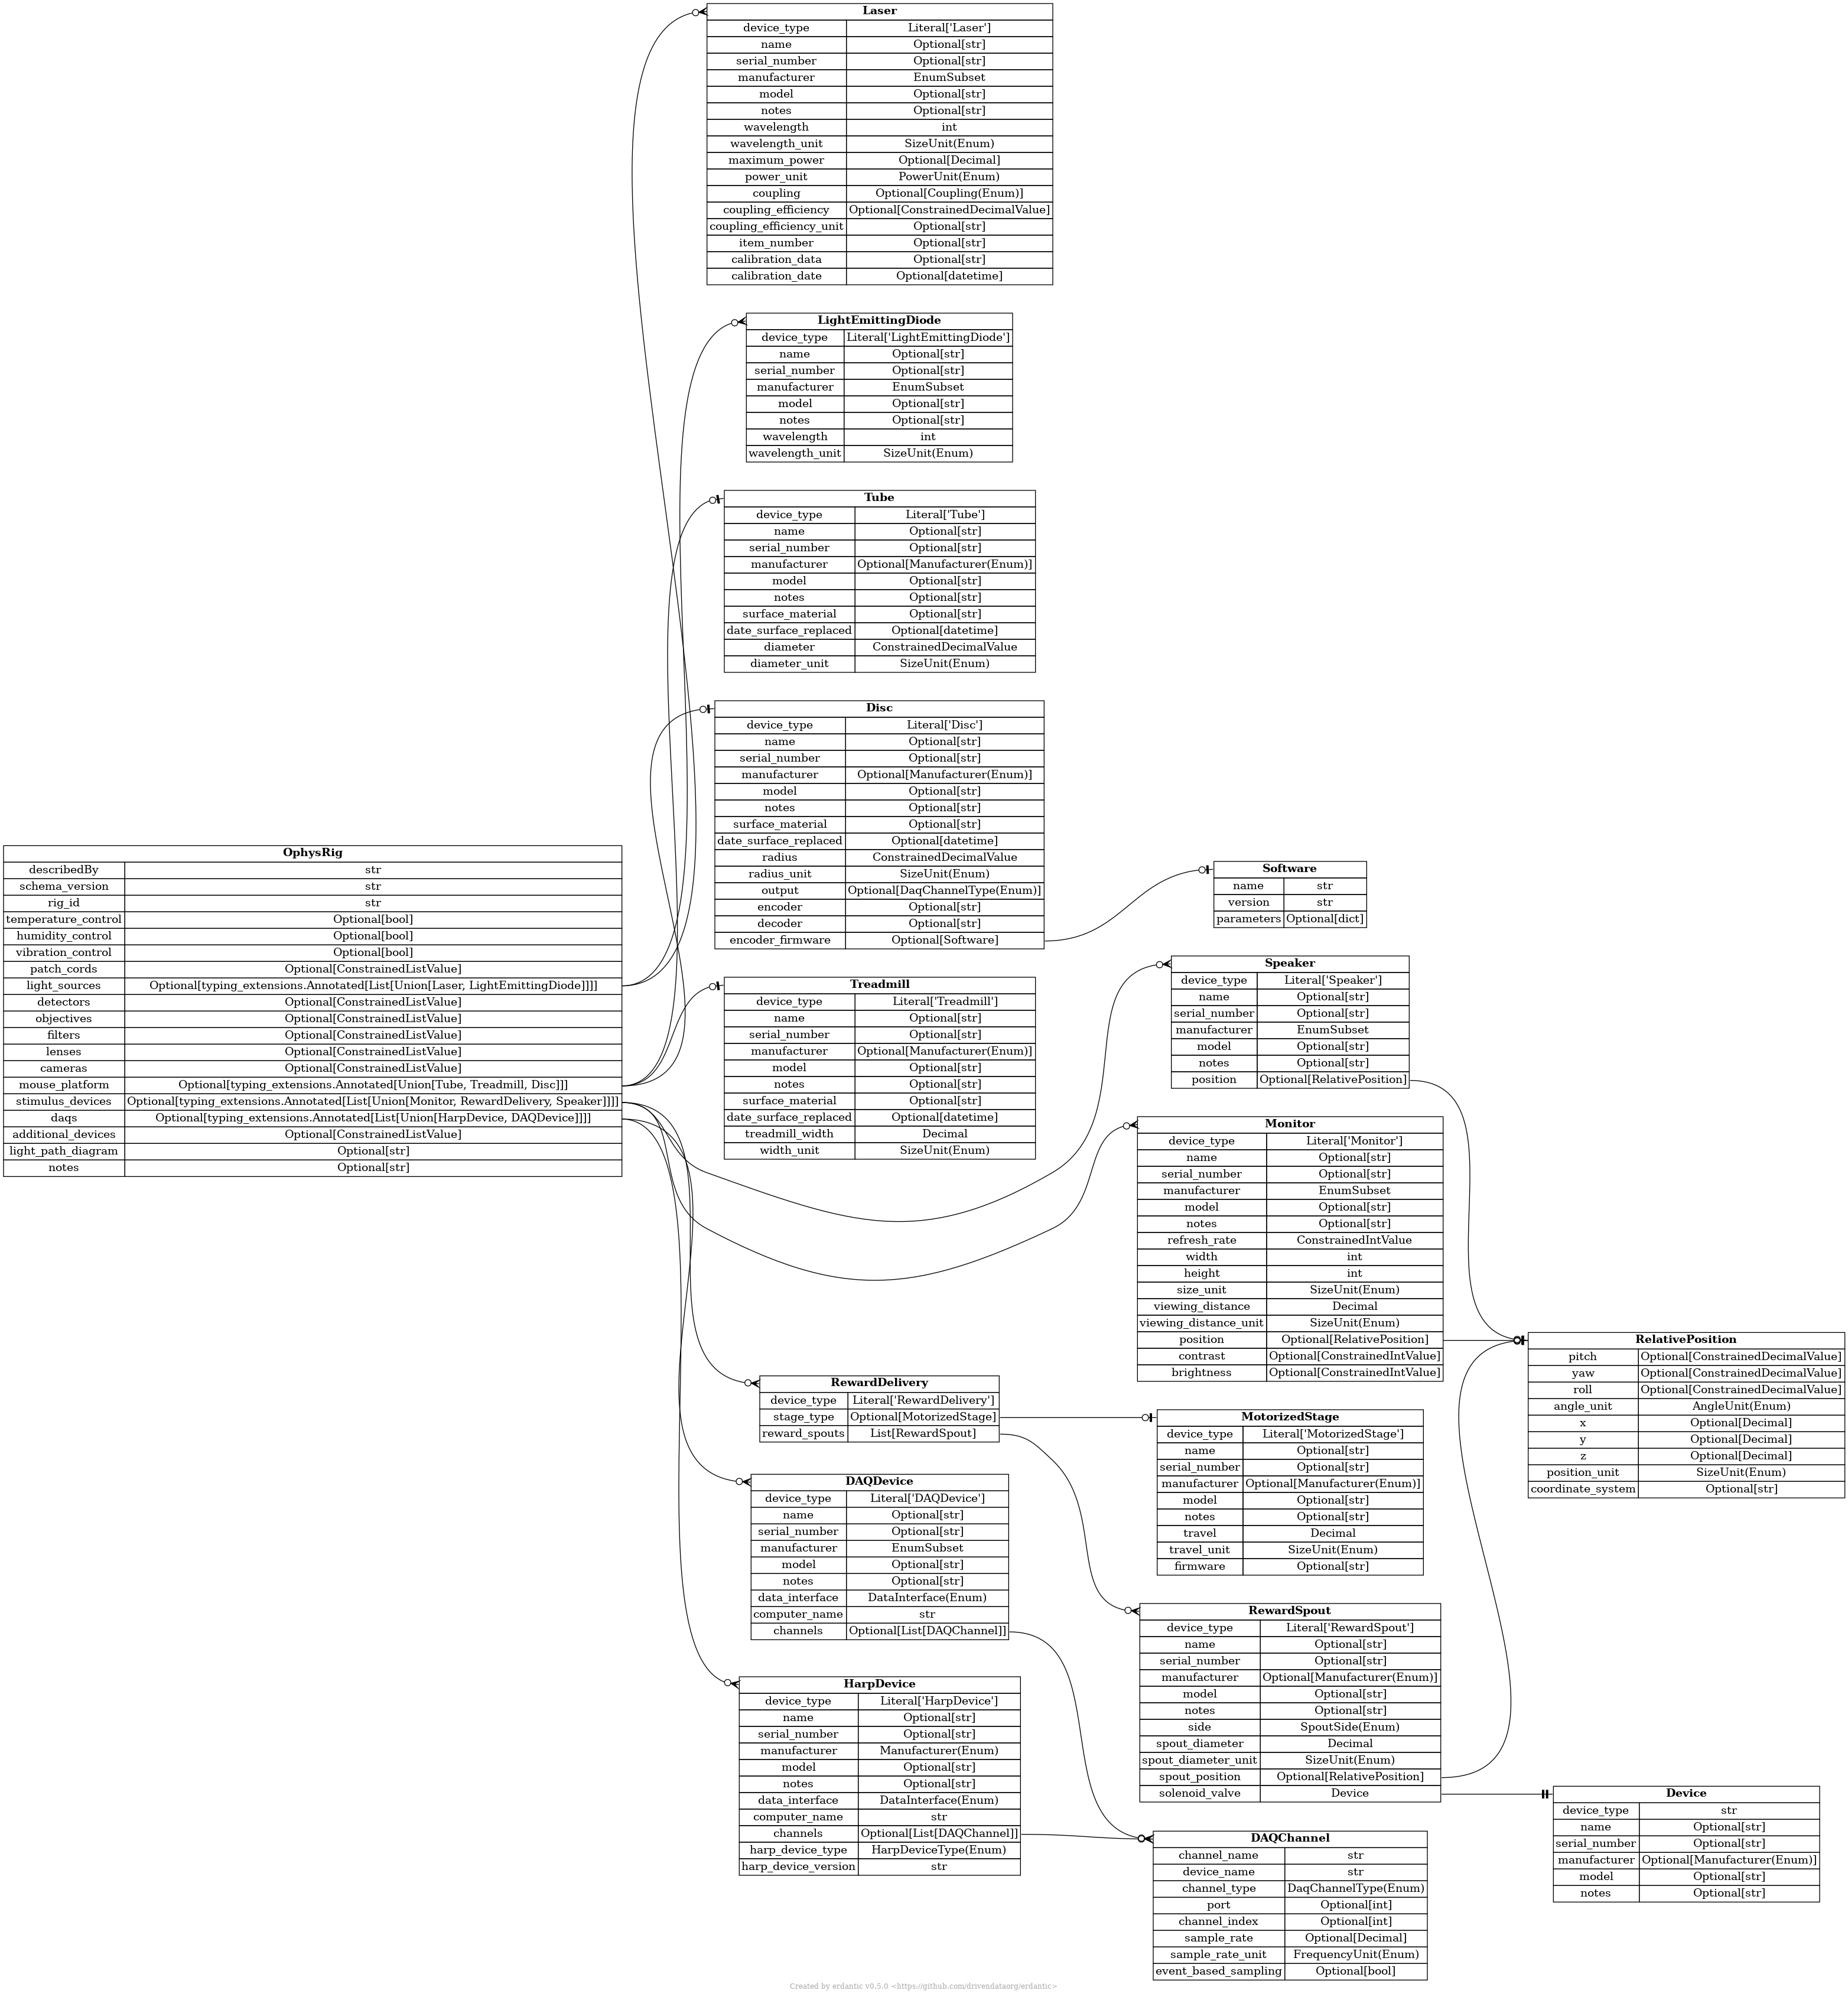 Laser
device_type Literal['Laser']
name Optional[str]
serial_number Optional[str]
manufacturer EnumSubset
model Optional[str]
notes Optional[str]
wavelength int
wavelength_unit SizeUnit(Enum)
maximum_power Optional[Decimal]
power_unit PowerUnit(Enum)
coupling Optional[Coupling(Enum)]
coupling_efficiency Optional[ConstrainedDecimalValue]
coupling_efficiency_unit Optional[str]
item_number Optional[str]
calibration_data Optional[str]
calibration_date Optional[datetime]
LightEmittingDiode
device_type Literal['LightEmittingDiode']
name Optional[str]
serial_number Optional[str]
manufacturer EnumSubset
model Optional[str]
notes Optional[str]
wavelength int
wavelength_unit SizeUnit(Enum)
Tube
device_type Literal['Tube']
name Optional[str]
serial_number Optional[str]
manufacturer Optional[Manufacturer(Enum)]
model Optional[str]
notes Optional[str]
surface_material Optional[str]
date_surface_replaced Optional[datetime]
diameter ConstrainedDecimalValue
diameter_unit SizeUnit(Enum)
Disc
device_type Literal['Disc']
name Optional[str]
serial_number Optional[str]
manufacturer Optional[Manufacturer(Enum)]
model Optional[str]
notes Optional[str]
surface_material Optional[str]
date_surface_replaced Optional[datetime]
radius ConstrainedDecimalValue
radius_unit SizeUnit(Enum)
output Optional[DaqChannelType(Enum)]
encoder Optional[str]
decoder Optional[str]
encoder_firmware Optional[Software]
OphysRig
describedBy str
schema_version str
rig_id str
temperature_control Optional[bool]
humidity_control Optional[bool]
vibration_control Optional[bool]
patch_cords Optional[ConstrainedListValue]
light_sources Optional[typing_extensions.Annotated[List[Union[Laser, LightEmittingDiode]]]]
detectors Optional[ConstrainedListValue]
objectives Optional[ConstrainedListValue]
filters Optional[ConstrainedListValue]
lenses Optional[ConstrainedListValue]
cameras Optional[ConstrainedListValue]
mouse_platform Optional[typing_extensions.Annotated[Union[Tube, Treadmill, Disc]]]
stimulus_devices Optional[typing_extensions.Annotated[List[Union[Monitor, RewardDelivery, Speaker]]]]
daqs Optional[typing_extensions.Annotated[List[Union[HarpDevice, DAQDevice]]]]
additional_devices Optional[ConstrainedListValue]
light_path_diagram Optional[str]
notes Optional[str]
Software
name str
version str
parameters Optional[dict]
Treadmill
device_type Literal['Treadmill']
name Optional[str]
serial_number Optional[str]
manufacturer Optional[Manufacturer(Enum)]
model Optional[str]
notes Optional[str]
surface_material Optional[str]
date_surface_replaced Optional[datetime]
treadmill_width Decimal
width_unit SizeUnit(Enum)
Speaker
device_type Literal['Speaker']
name Optional[str]
serial_number Optional[str]
manufacturer EnumSubset
model Optional[str]
notes Optional[str]
position Optional[RelativePosition]
Monitor
device_type Literal['Monitor']
name Optional[str]
serial_number Optional[str]
manufacturer EnumSubset
model Optional[str]
notes Optional[str]
refresh_rate ConstrainedIntValue
width int
height int
size_unit SizeUnit(Enum)
viewing_distance Decimal
viewing_distance_unit SizeUnit(Enum)
position Optional[RelativePosition]
contrast Optional[ConstrainedIntValue]
brightness Optional[ConstrainedIntValue]
RelativePosition
pitch Optional[ConstrainedDecimalValue]
yaw Optional[ConstrainedDecimalValue]
roll Optional[ConstrainedDecimalValue]
angle_unit AngleUnit(Enum)
x Optional[Decimal]
y Optional[Decimal]
z Optional[Decimal]
position_unit SizeUnit(Enum)
coordinate_system Optional[str]
RewardDelivery
device_type Literal['RewardDelivery']
stage_type Optional[MotorizedStage]
reward_spouts List[RewardSpout]
MotorizedStage
device_type Literal['MotorizedStage']
name Optional[str]
serial_number Optional[str]
manufacturer Optional[Manufacturer(Enum)]
model Optional[str]
notes Optional[str]
travel Decimal
travel_unit SizeUnit(Enum)
firmware Optional[str]
DAQDevice
device_type Literal['DAQDevice']
name Optional[str]
serial_number Optional[str]
manufacturer EnumSubset
model Optional[str]
notes Optional[str]
data_interface DataInterface(Enum)
computer_name str
channels Optional[List[DAQChannel]]
RewardSpout
device_type Literal['RewardSpout']
name Optional[str]
serial_number Optional[str]
manufacturer Optional[Manufacturer(Enum)]
model Optional[str]
notes Optional[str]
side SpoutSide(Enum)
spout_diameter Decimal
spout_diameter_unit SizeUnit(Enum)
spout_position Optional[RelativePosition]
solenoid_valve Device
HarpDevice
device_type Literal['HarpDevice']
name Optional[str]
serial_number Optional[str]
manufacturer Manufacturer(Enum)
model Optional[str]
notes Optional[str]
data_interface DataInterface(Enum)
computer_name str
channels Optional[List[DAQChannel]]
harp_device_type HarpDeviceType(Enum)
harp_device_version str
Device
device_type str
name Optional[str]
serial_number Optional[str]
manufacturer Optional[Manufacturer(Enum)]
model Optional[str]
notes Optional[str]
DAQChannel
channel_name str
device_name str
channel_type DaqChannelType(Enum)
port Optional[int]
channel_index Optional[int]
sample_rate Optional[Decimal]
sample_rate_unit FrequencyUnit(Enum)
event_based_sampling Optional[bool]
Created by erdantic v0.5.0 <https://github.com/drivendataorg/erdantic>